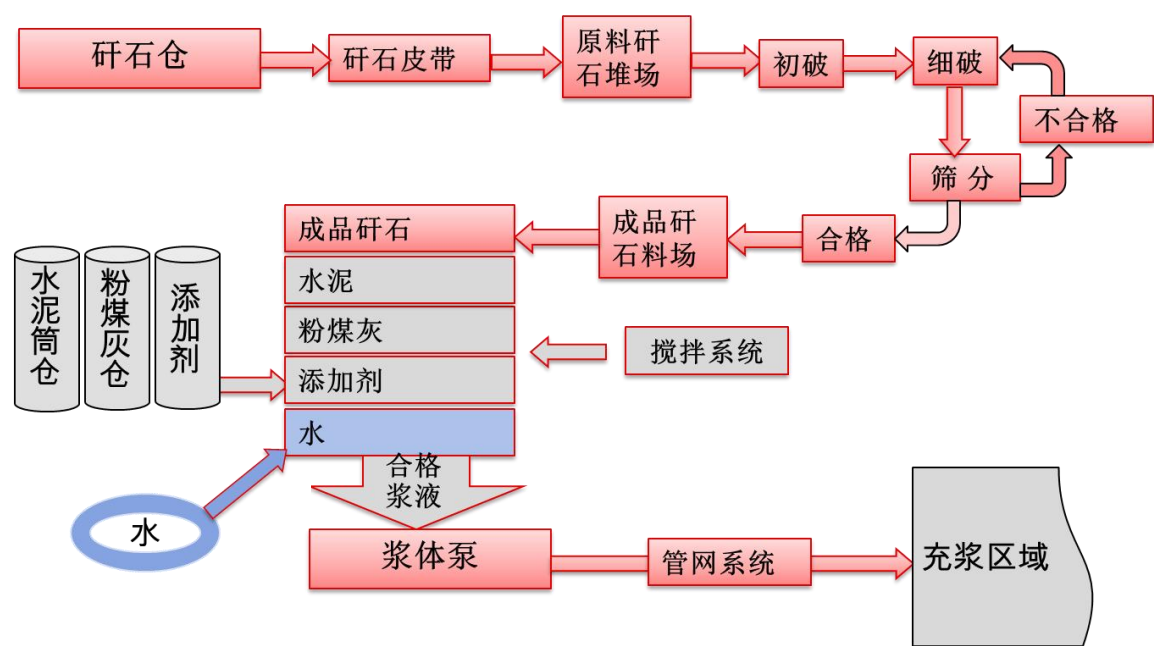 矸石仓
矸石皮带
原料矸
石堆场
初破
细破
不合格
筛 分
合格
成品矸
石料场
成品矸石
水泥
粉煤灰
添加剂
水
水泥筒仓
粉煤灰仓
添加剂
搅拌系统
水
合格
浆液
浆体泵
管网系统
充浆区域